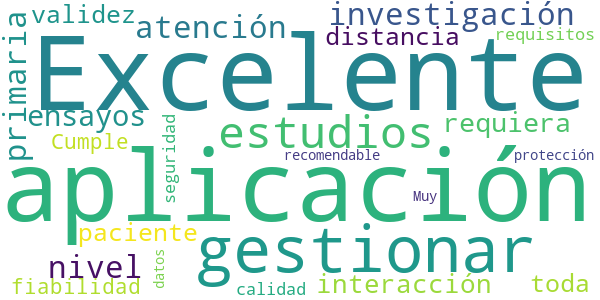 validez
atención
investigación
distancia
requisitos
primaria
Excelente
ensayos
estudios
requiera
Cumple
seguridad
recomendable
protección
aplicación
Muy
paciente
gestionar
nivel
datos
fiabilidad
calidad
interacción
toda